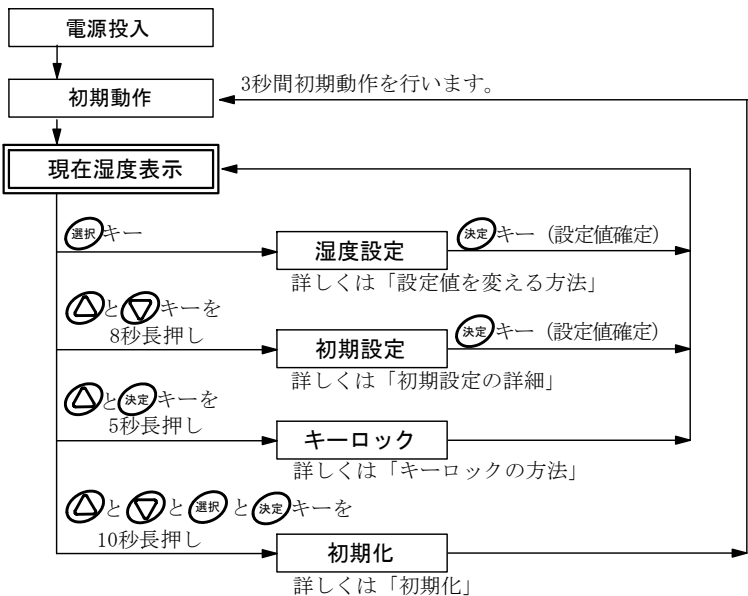 電源投入
3秒間初期動作を行います。
初期動作
現在湿度表示
選択キー
決定キー（設定値確定）
湿度設定
詳しくは「設定値を変える方法」
△と▽キーを
8秒長押し
決定キー（設定値確定）
初期設定
詳しくは「初期設定の詳細」
△と決定キーを
5秒長押し
キーロック
詳しくは「キーロックの方法」
△と▽と選択と決定キーを
10秒長押し
初期化
詳しくは「初期化」